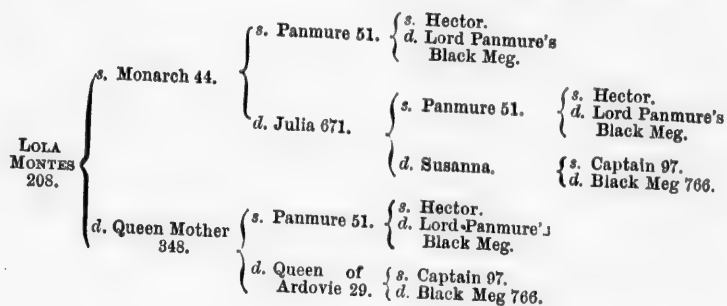 s. Hector.
s. Panmure 51.
d. Lord Panmure's
Black Meg.
s. Monarch 44.
s. Panmure 51.
s. Hector.
d. Lord Panmure's
Black Meg.
d. Julia 671.
d. Susanna.
s. Captain 97.
d. Black Meg 766.
LOLA
MONTES
208.
s. Panmure 51.
s. Hector.
d. Lord Panmure's
Black Meg.
d. Queen Mother
348.
d. Queen of
Ardovie 29.
s. Captain 97.
d. Black Meg 766.